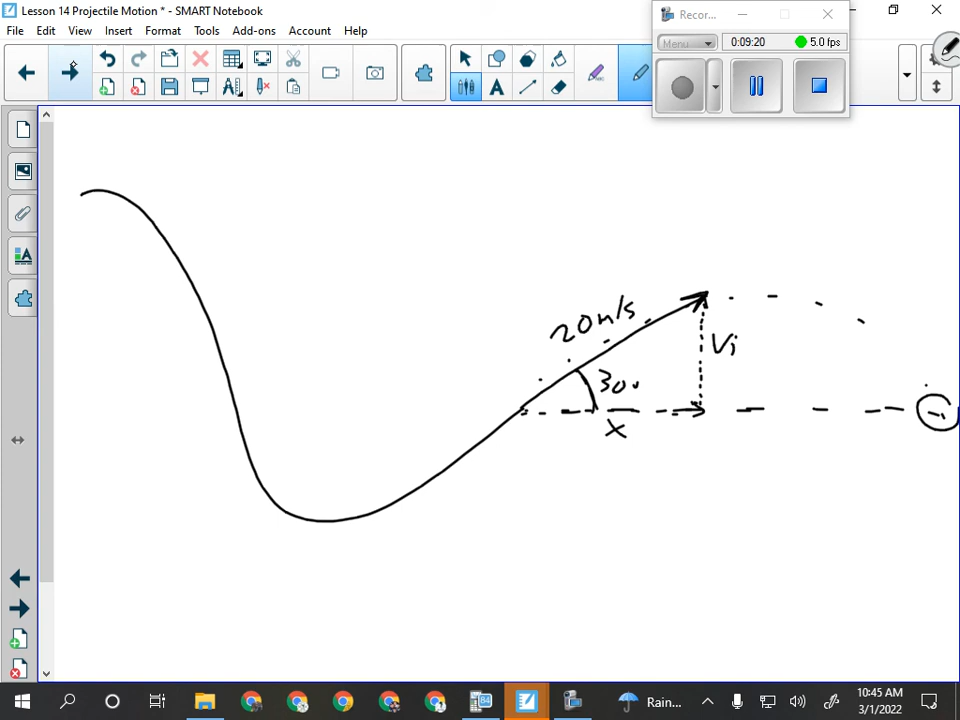 Lesson 14 Projectile Motion * - SMART Notebook
Recor...
File Edit View Insert Format Tools Add-ons Account Help
Menu
0:09:20
5.0 fps
20m/s
Vi
30
x
84
Rain...
10:45 AM
3/1/2022